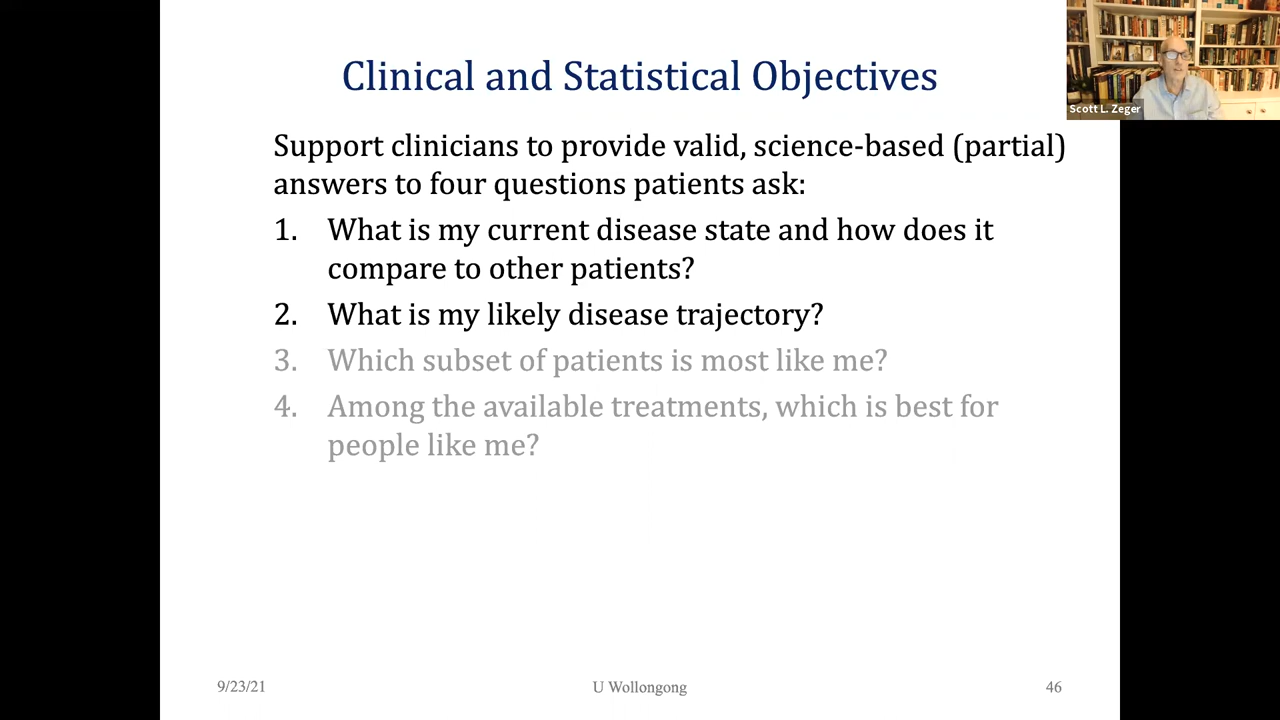 Clinical and Statistical Objectives
Scott L. Zeger
Support clinicians to provide valid, science-based (partial)
answers to four questions patients ask:
1. What is my current disease state and how does it
compare to other patients?
2. What is my likely disease trajectory?
3. Which subset of patients is most like me?
4. Among the available treatments, which is best for
people like me?
9/23/21
U Wollongong
46